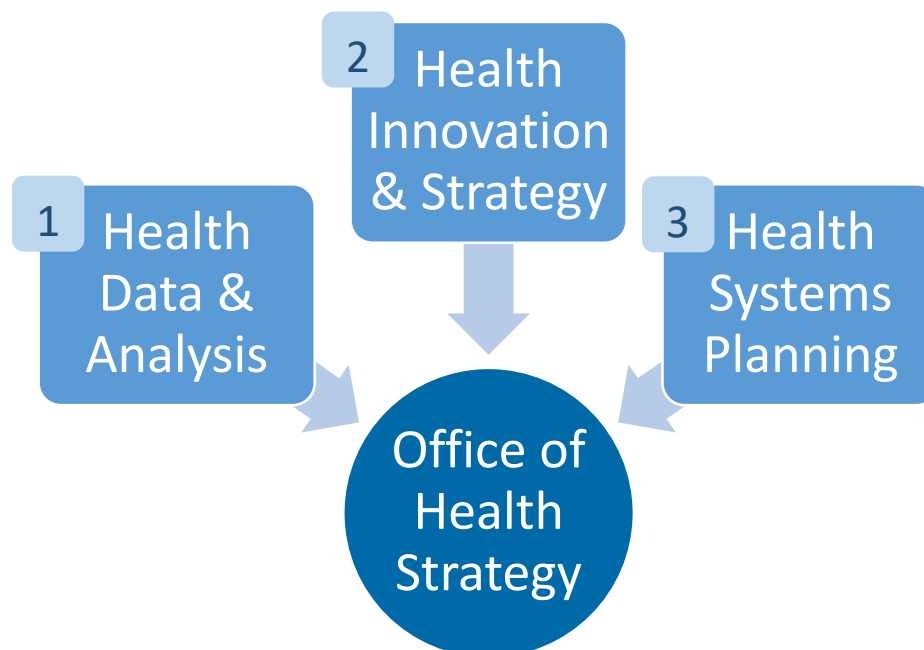 1
Health
Data &
Analysis
2
Health
Innovation
& Strategy
3
Health
Systems
Planning
Office of
Health
Strategy